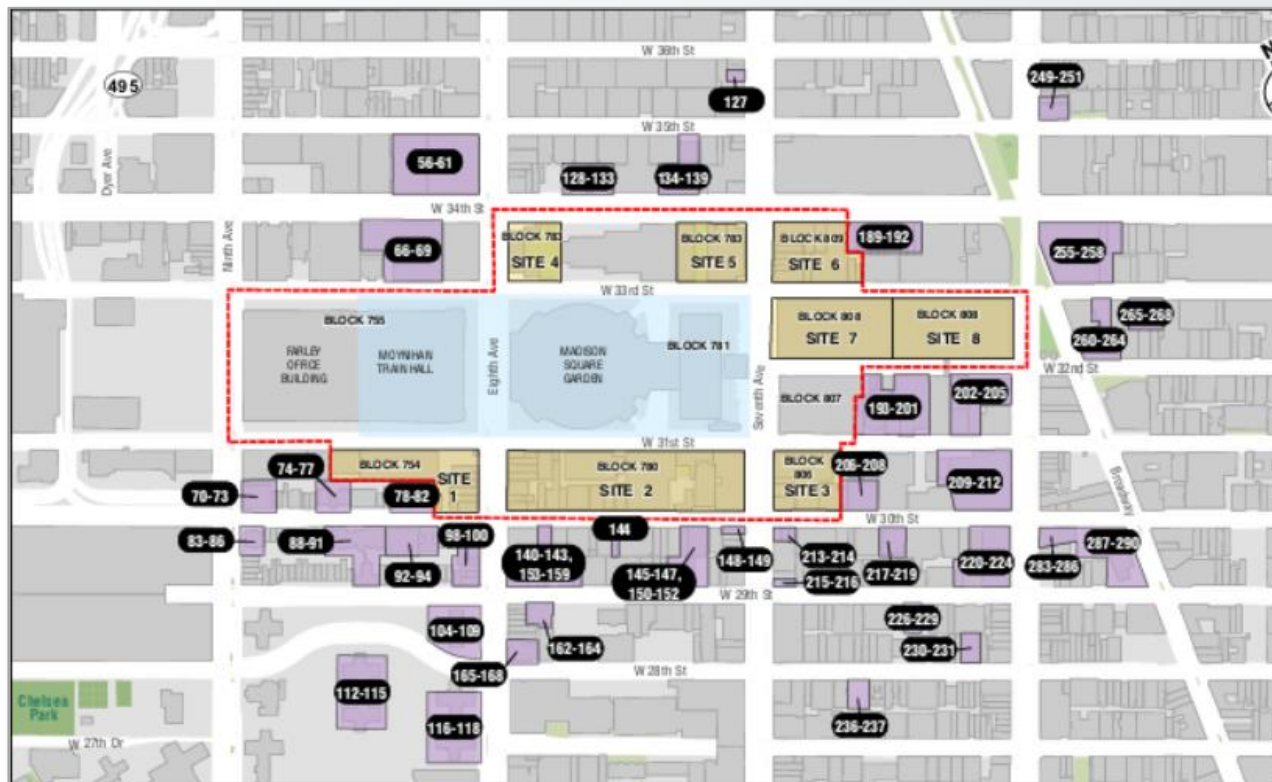 W 36th St
495
127
249-251
N
W 35th St
Dyer Ave
56-61
128-133
134-139
W 34th St
Ninth Ave
66-69
BLOCK 783
SITE 4
BLOCK 783
SITE 5
BLOCK 809
SITE 6
189-192
255-258
W 33rd St
BLOCK 755
FARLEY
OFFICE
BUILDING
MOYNIHAN
TRAIN HALL
Eighth Ave
MADISON
SQUARE
GARDEN
BLOCK 781
Seventh Ave
BLOCK 808
SITE 7
BLOCK 808
SITE 8
265-268
260-264
W 32nd St
BLOCK 807
193-201
202-205
W 31st St
BLOCK 754
SITE
1
BLOCK 780
SITE 2
BLOCK
806
SITE 3
206-208
209-212
Broadway
74-77
70-73
78-82
W 30th St
83-86
88-91
98-100
92-94
144
140-143,
153-159
145-147,
150-152
148-149
213-214
215-216
217-219
220-224
287-290
283-286
W 29th St
104-109
162-164
165-168
226-229
230-231
W 28th St
112-115
116-118
236-237
Chelsea
Park
W 27th Dr